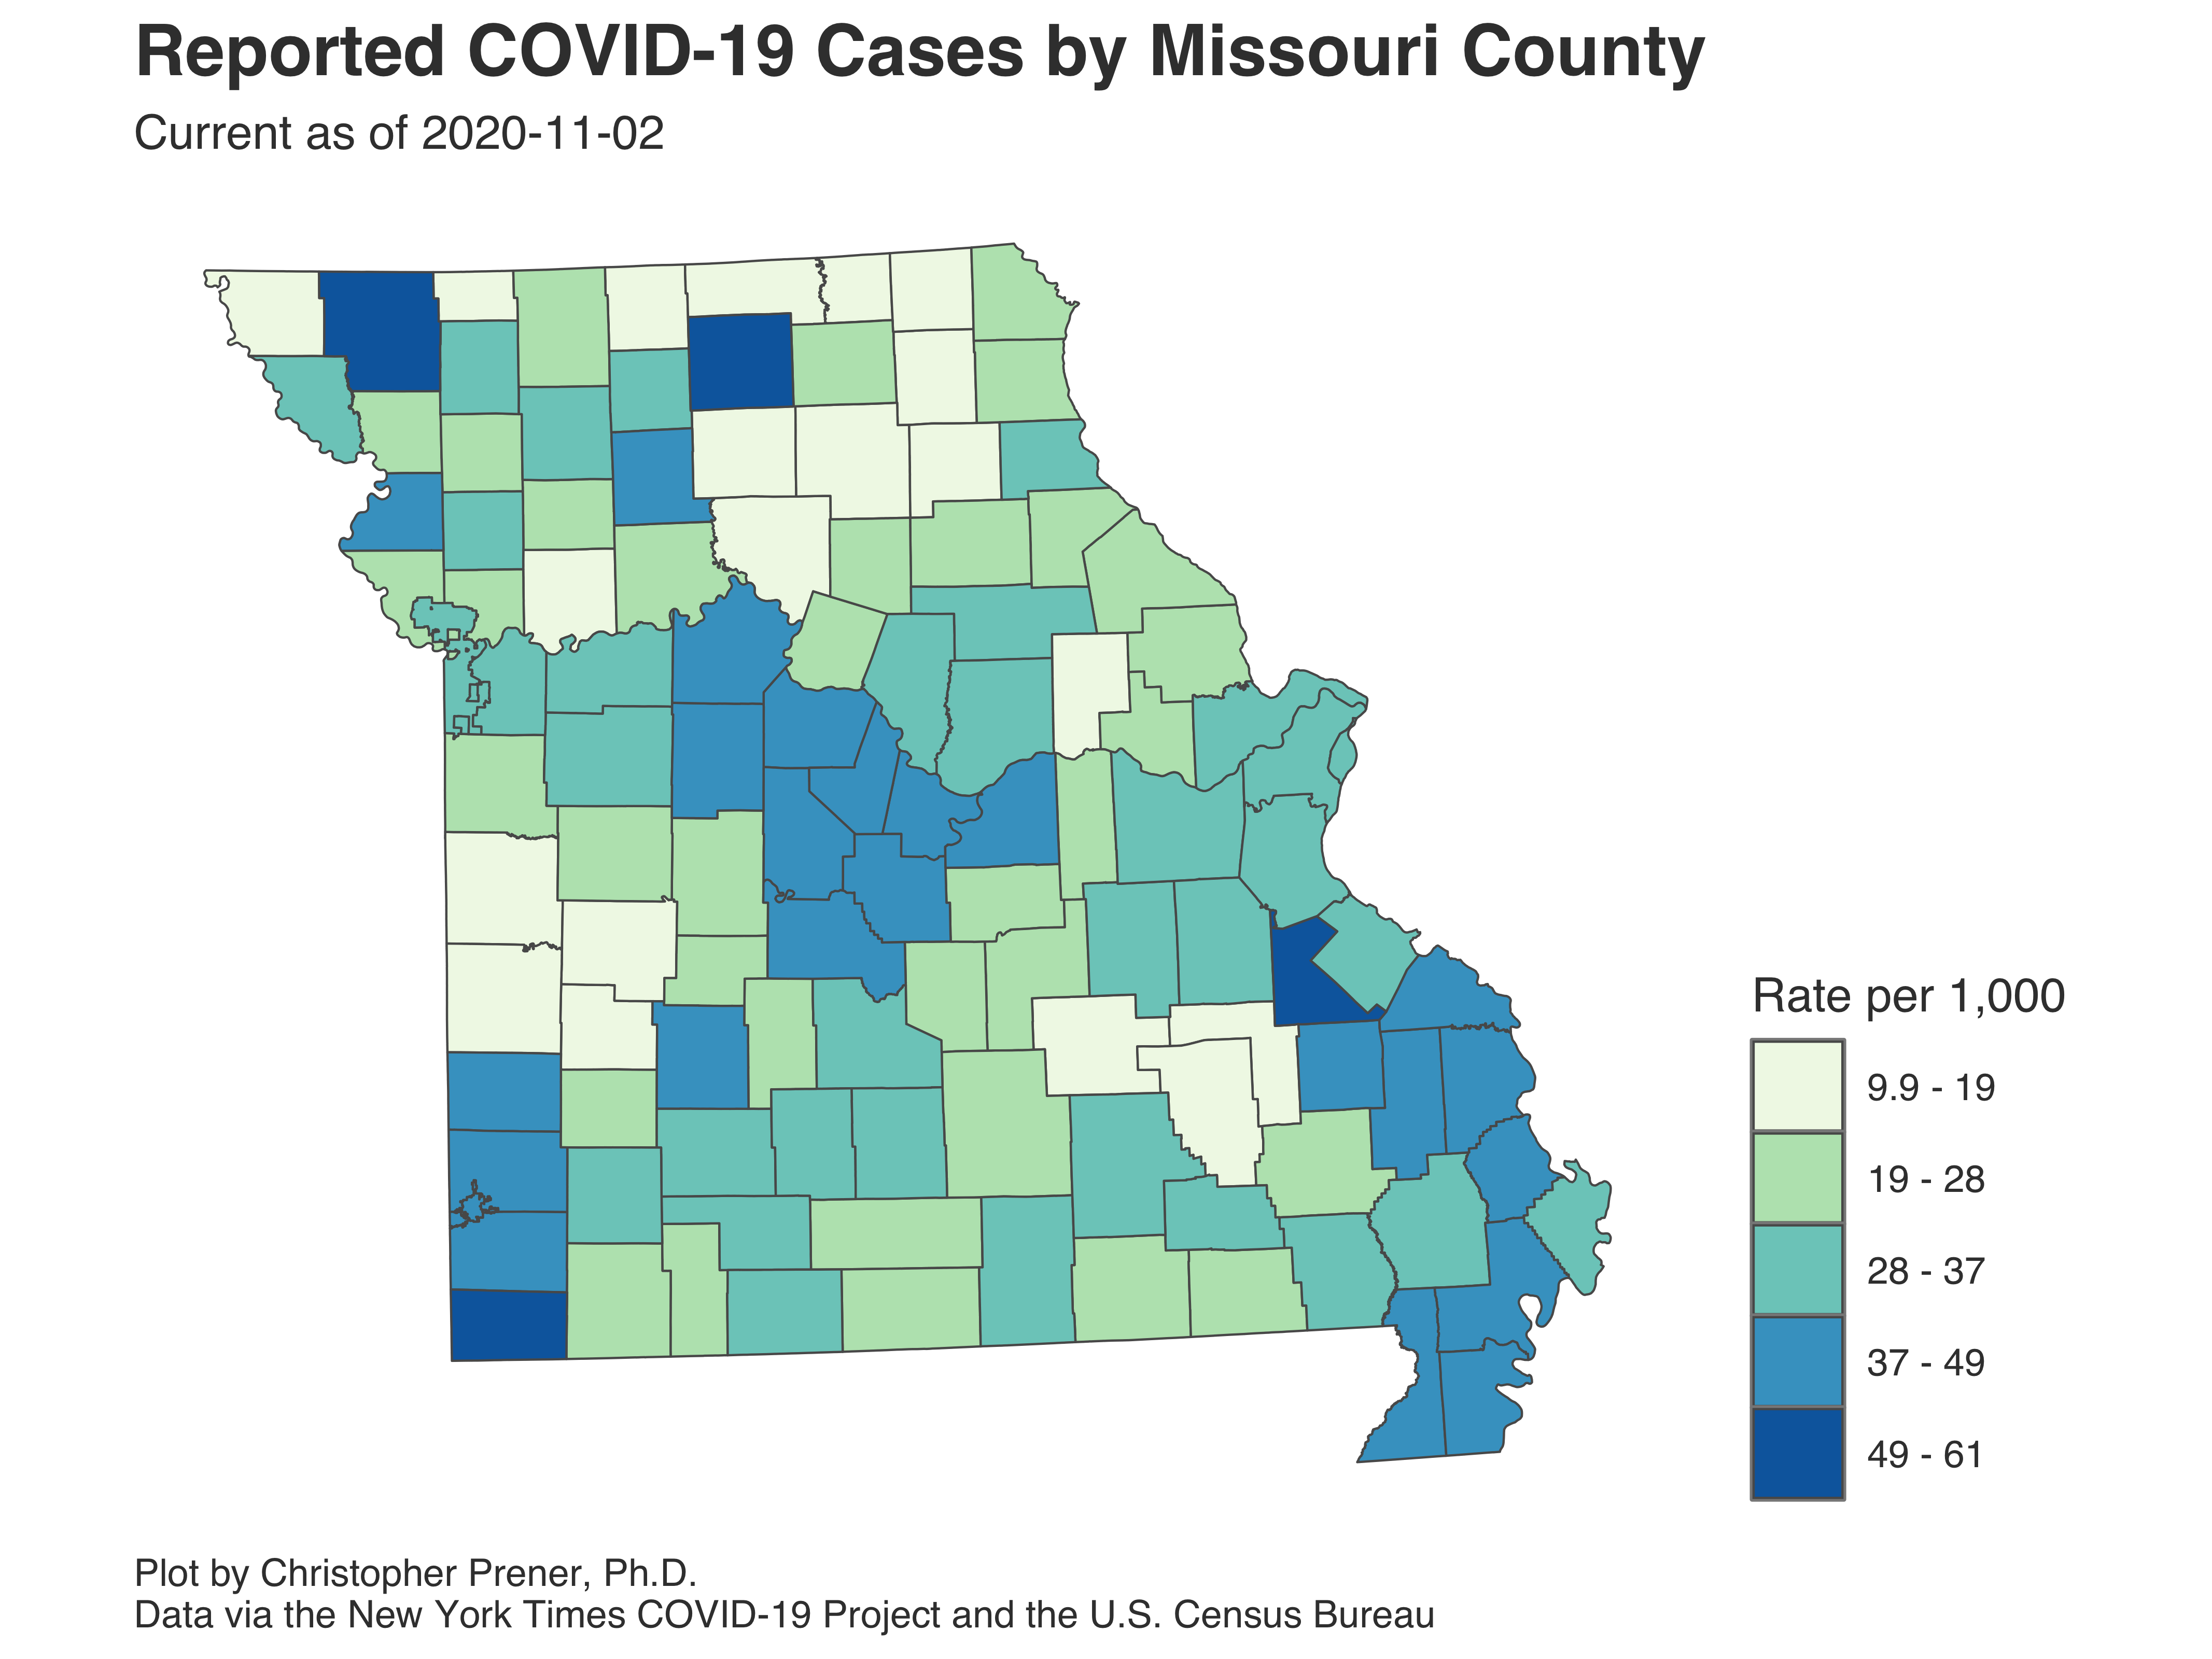 Reported COVID-19 Cases by Missouri County
Current as of 2020-11-02
Rate per 1,000
9.9 - 19
19 - 28
28 - 37
37 - 49
49 - 61
Plot by Christopher Prener, Ph.D.
Data via the New York Times COVID-19 Project and the U.S. Census Bureau